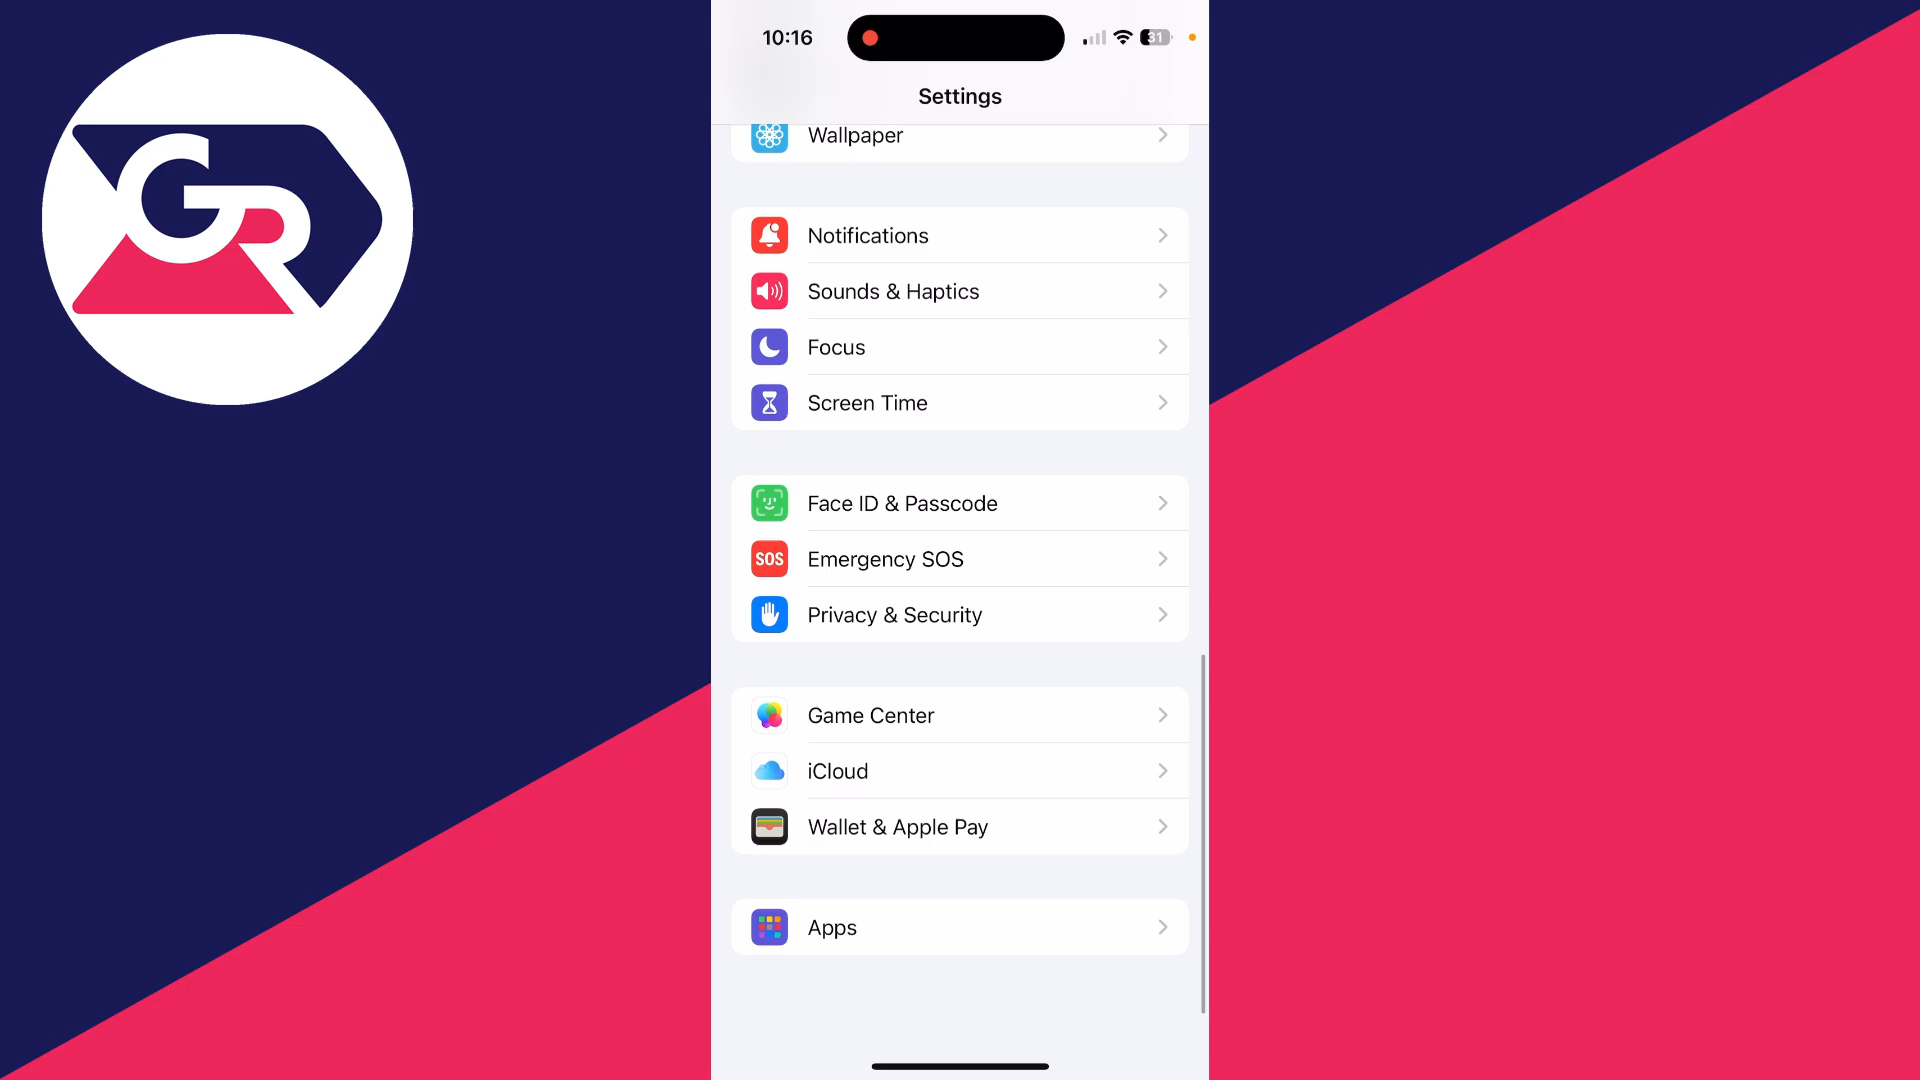 GR
10:16
31
Settings
Wallpaper
Notifications
Sounds & Haptics
Focus
Screen Time
Face ID & Passcode
SOS Emergency SOS
Privacy & Security
Game Center
iCloud
Wallet & Apple Pay
Apps